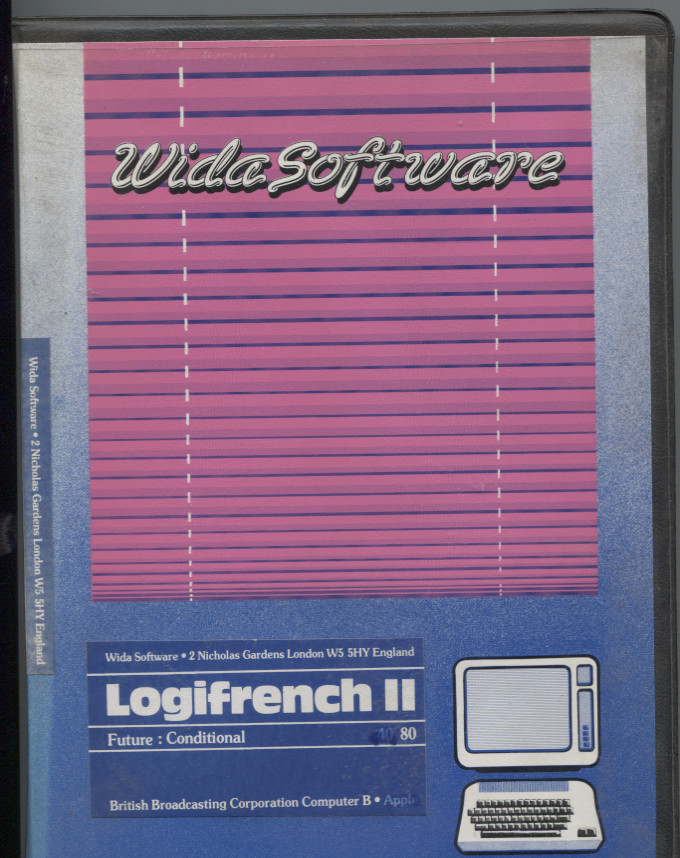 Wida Software
Wida Software • 2 Nicholas Gardens London W5 5HY England
Wida Software • 2 Nicholas Gardens London W5 5HY England
Logifrench II
Future : Conditional 40 80
British Broadcasting Corporation Computer B • Apple